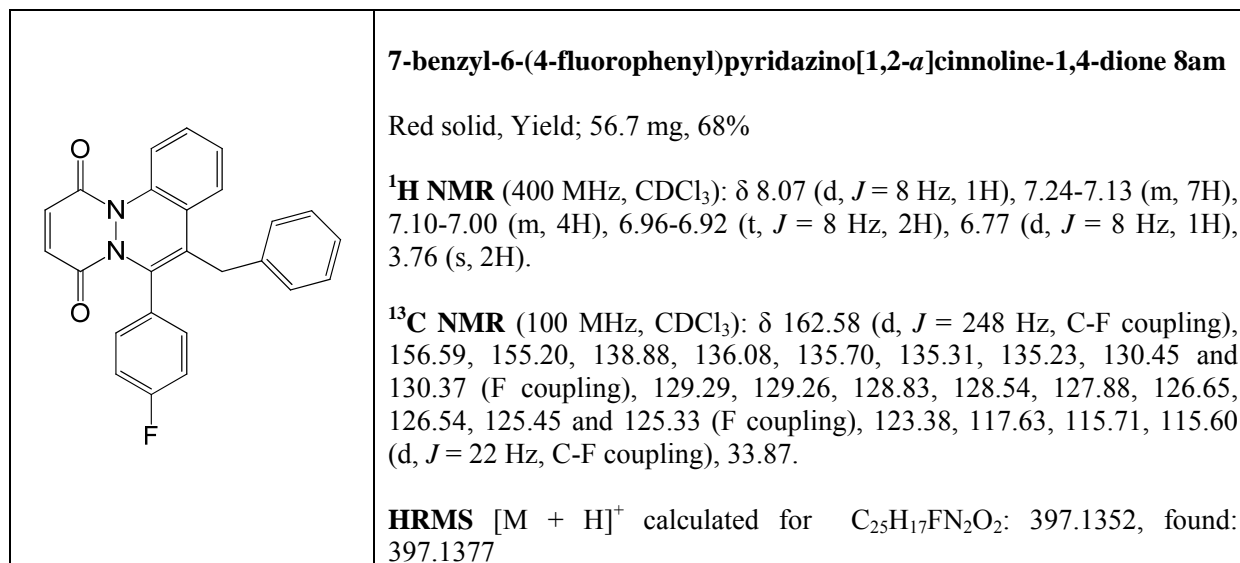 O
N
N
O
F
7-benzyl-6-(4-fluorophenyl)pyridazino[1,2-a]cinnoline-1,4-dione 8am
Red solid, Yield; 56.7 mg, 68%
¹H NMR (400 MHz, CDCl₃): δ 8.07 (d, J = 8 Hz, 1H), 7.24-7.13 (m, 7H),
7.10-7.00 (m, 4H), 6.96-6.92 (t, J = 8 Hz, 2H), 6.77 (d, J = 8 Hz, 1H),
3.76 (s, 2H).
¹³C NMR (100 MHz, CDCl₃): δ 162.58 (d, J = 248 Hz, C-F coupling),
156.59, 155.20, 138.88, 136.08, 135.70, 135.31, 135.23, 130.45 and
130.37 (F coupling), 129.29, 129.26, 128.83, 128.54, 127.88, 126.65,
126.54, 125.45 and 125.33 (F coupling), 123.38, 117.63, 115.71, 115.60
(d, J = 22 Hz, C-F coupling), 33.87.
HRMS [M + H]⁺ calculated for C₂₅H₁₇FN₂O₂: 397.1352, found:
397.1377